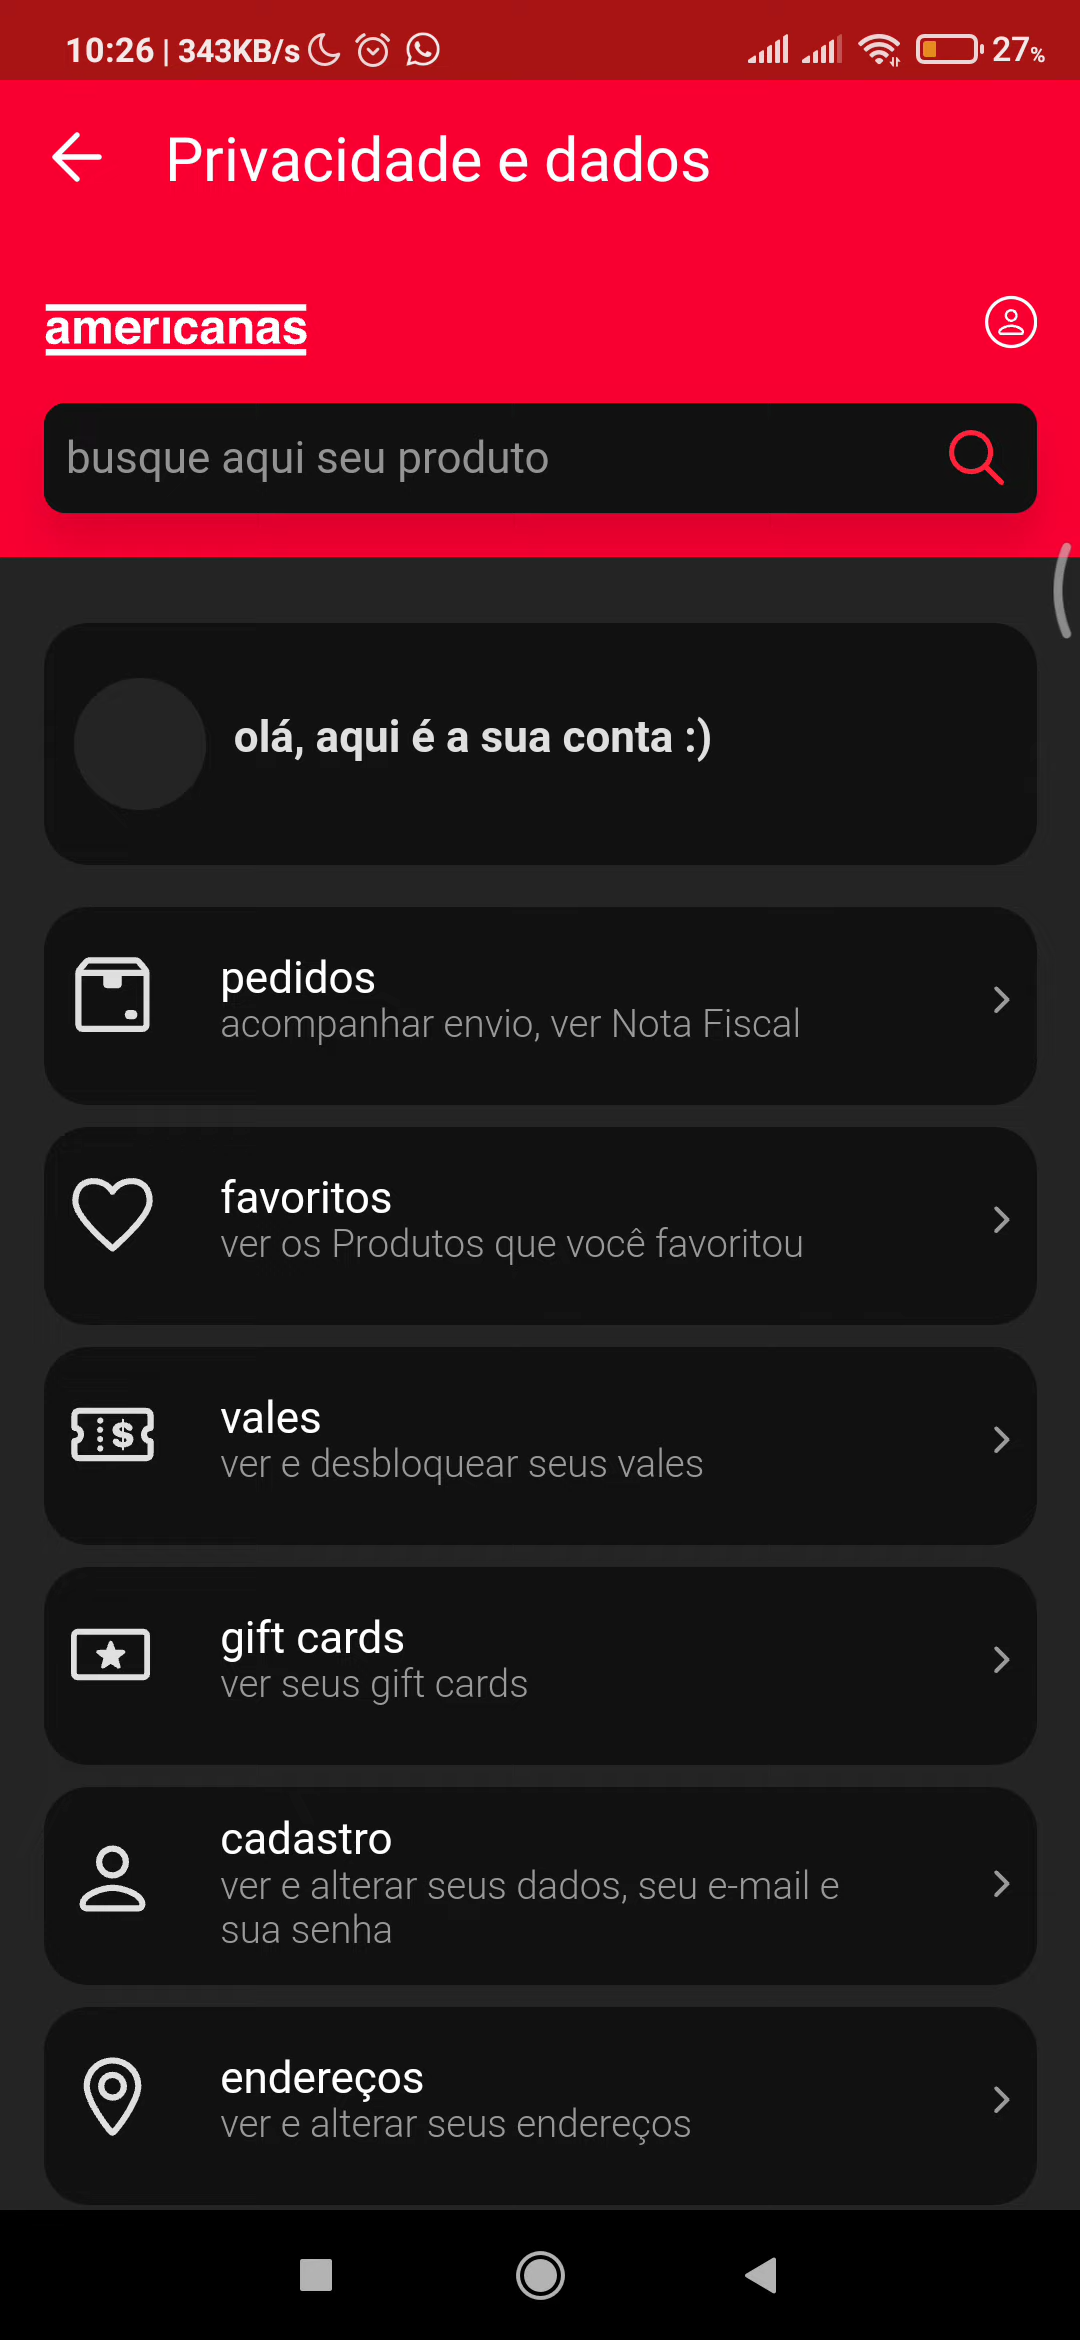 10:26 | 343KB/s
27%
Privacidade e dados
americanas
busque aqui seu produto
olá, aqui é a sua conta :)
pedidos
acompanhar envio, ver Nota Fiscal
favoritos
ver os Produtos que você favoritou
vales
ver e desbloquear seus vales
gift cards
ver seus gift cards
cadastro
ver e alterar seus dados, seu e-mail e
sua senha
endereços
ver e alterar seus endereços